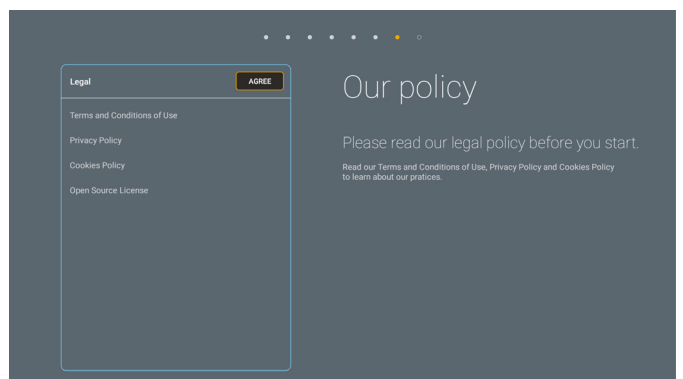 Legal
AGREE
Terms and Conditions of Use
Privacy Policy
Cookies Policy
Open Source License
Our policy
Please read our legal policy before you start.
Read our Terms and Conditions of Use, Privacy Policy and Cookies Policy
to learn about our pratices.